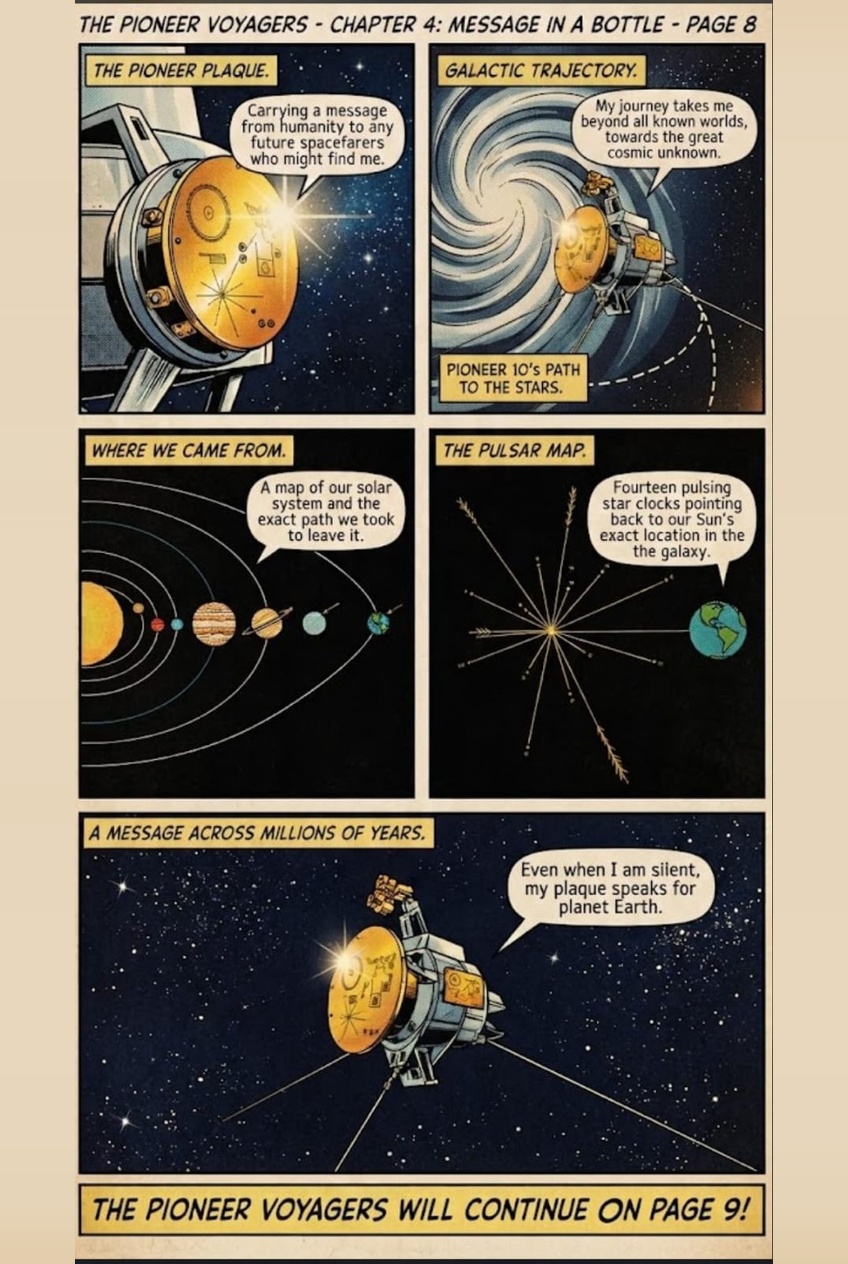 THE PIONEER VOYAGERS - CHAPTER 4: MESSAGE IN A BOTTLE - PAGE 8
THE PIONEER PLAQUE.
Carrying a message
from humanity to any
future spacefarers
who might find me.
GALACTIC TRAJECTORY.
My journey takes me
beyond all known worlds,
towards the great
cosmic unknown.
PIONEER 10's PATH
TO THE STARS.
WHERE WE CAME FROM.
A map of our solar
system and the
exact path we took
to leave it.
THE PULSAR MAP.
Fourteen pulsing
star clocks pointing
back to our Sun's
exact location in the
the galaxy.
A MESSAGE ACROSS MILLIONS OF YEARS.
Even when I am silent,
my plaque speaks for
planet Earth.
THE PIONEER VOYAGERS WILL CONTINUE ON PAGE 9!